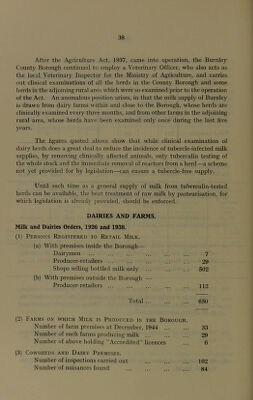 38
After the Agriculture Act, 1937, came into operation, the Burnley
County Borough continued to employ a Veterinary Officer, who also acts as
the local Veterinary Inspector for the Ministry of Agriculture, and carries
out clinical examinations of all the herds in the County Borough and some
herds in the adjoining rural area which were so examined prior to the operation
of the Act. An anomalous position arises, in that the milk supply of Burnley
is drawn from dairy farms within and close to the Borough, whose herds are
clinically examined every three months, and from other farms in the adjoining
rural area, whose herds have been examined only once during the last five
years.
The figures quoted above show that while clinical examination of
dairy herds does a great deal to reduce the incidence of tubercle-infected milk
supplies, by removing clinically affected animals, only tuberculin testing of
the whole stock and the immediate removal of reactors from a herd—a scheme
not yet provided for by legislation—can ensure a tubercle-free supply.
Until such time as a general supply of milk from tuberculin-tested
herds can be available, the heat treatment of raw milk by pasteurisation, for
which legislation is already provided, should be enforced.
DAIRIES AND FARMS.
Milk and Dairies Orders, 1926 and 1938.
(1) Persons Registered to Retail Milk.
(a) With premises inside the Borough—
Dairymen ... 7
Producer-retailers ... 29
Shops selling bottled milk only ... 502
(b) With premises outside the Borough—
Producer-retailers ... 112
Total ... 650
(2) Farms on which Milk is Produced in the Borough.
Number of farm premises at December, 1944 ... 33
Number of such farms producing milk ... 29
Number of above holding "Accredited" licences ... 6
(3) Cowsheds and Dairy Premises.
Number of inspections carried out ... 162
Number of nuisances found ... 84